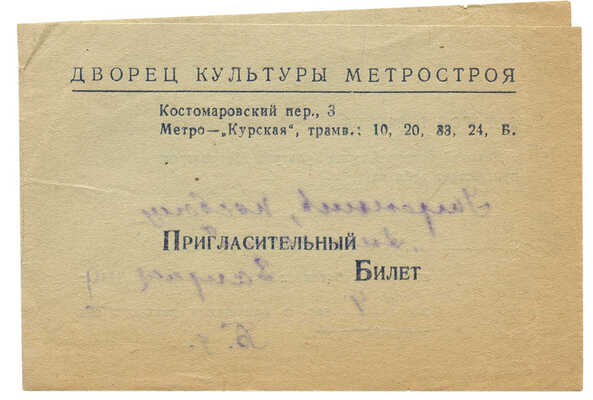 ДВОРЕЦ КУЛЬТУРЫ МЕТРОСТРОЯ
Костомаровский пер., 3
Метро—„Курская“, трамв.: 10, 20, 33, 24, Б.
ПРИГЛАСИТЕЛЬНЫЙ
БИЛЕТ